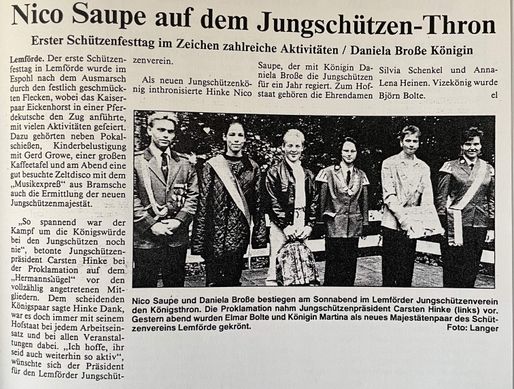 Nico Saupe auf dem Jungschützen-Thron
Erster Schützenfesttag im Zeichen zahlreiche Aktivitäten / Daniela Broße Königin
Lemförde. Der erste Schützen-
festtag in Lemförde wurde im
Espohl nach dem Ausmarsch
durch den festlich geschmück-
ten Flecken, wobei das Kaiser-
paar Eickenhorst in einer Pfer-
dekutsche den Zug anführte,
mit vielen Aktivitäten gefeiert.
Dazu gehörten neben Pokal-
schießen, Kinderbelustigung
mit Gerd Growe, einer großen
Kaffeetafel und am Abend eine
gut besuchte Zeltdisco mit dem
„Musikexpreß" aus Bramsche
auch die Ermittlung der neuen
Jungschützenmajestät.
„So spannend war der
Kampf um die Königswürde
bei den Jungschützen noch
nie", betonte Jungschützen-
präsident Carsten Hinke bei
der Proklamation auf dem
„Hermannshügel" vor den
vollzählig angetretenen Mit-
gliedern. Dem scheidenden
Königspaar sagte Hinke Dank,
war es doch immer mit seinem
Hofstaat bei jedem Arbeitseins-
satz und bei allen Veranstal-
tungen dabei. „Ich hoffe, ihr
seid auch weiterhin so aktiv",
wünschte sich der Präsident
für den Lemförder Jungschüt-
zenverein.
Als neuen Jungschützenkö-
nig inthronisierte Hinke Nico
Saupe, der mit Königin Da-
niela Broße die Jungschützen
für ein Jahr regiert. Zum Hof-
staat gehören die Ehrendamen
Silvia Schenkel und Anna-
Lena Heinen. Vizekönig wurde
Björn Bolte. el
Nico Saupe und Daniela Broße bestiegen am Sonnabend im Lemförder Jungschützenverein
den Königsthron. Die Proklamation nahm Jungschützenpräsident Carsten Hinke (links) vor.
Gestern abend wurden Elmar Bolte und Königin Martina als neues Majestätenpaar des Schüt-
zenvereins Lemförde gekrönt. Foto: Langer